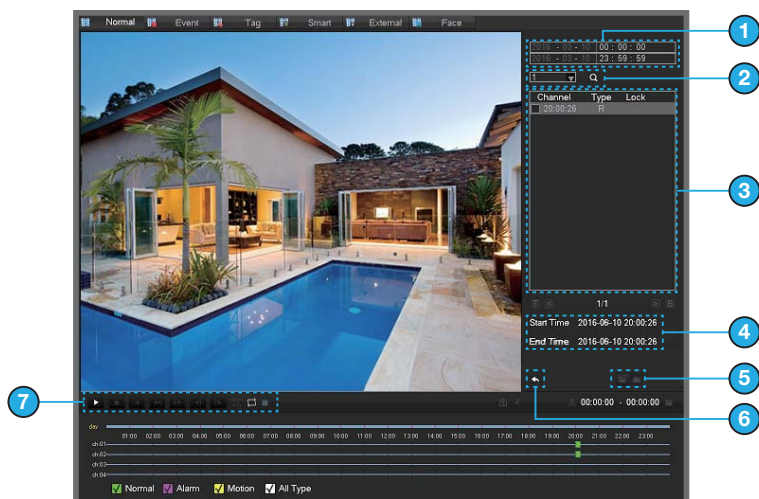 Normal Event Tag Smart External Face
1
2016 - 03 - 10 00 : 00 : 00
2016 - 03 - 10 23 : 59 : 59
2
1
Channel Type Lock
20:00:26 R
3
1/1
Start Time 2016-06-10 20:00:26
4
End Time 2016-06-10 20:00:26
5
6
7
00:00:00 - 00:00:00
day
01:00 02:00 03:00 04:00 05:00 06:00 07:00 08:00 09:00 10:00 11:00 12:00 13:00 14:00 15:00 16:00 17:00 18:00 19:00 20:00 21:00 22:00 23:00
ch:01
ch:02
ch:03
ch:04
Normal Alarm Motion All Type